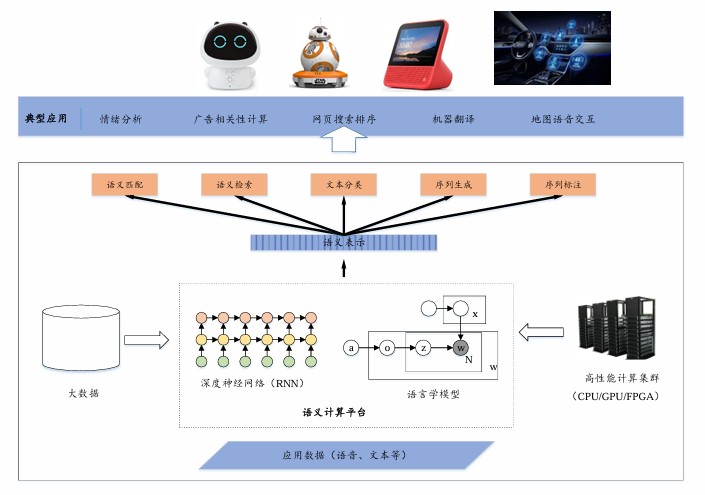 典型应用
情绪分析
广告相关性计算
网页搜索排序
机器翻译
地图语音交互
语义匹配
语义检索
文本分类
序列生成
序列标注
语义表示
x
a
o
z
w
N
w
深度神经网络（RNN）
语言学模型
大数据
高性能计算集群
（CPU/GPU/FPGA）
语义计算平台
应用数据（语音、文本等）